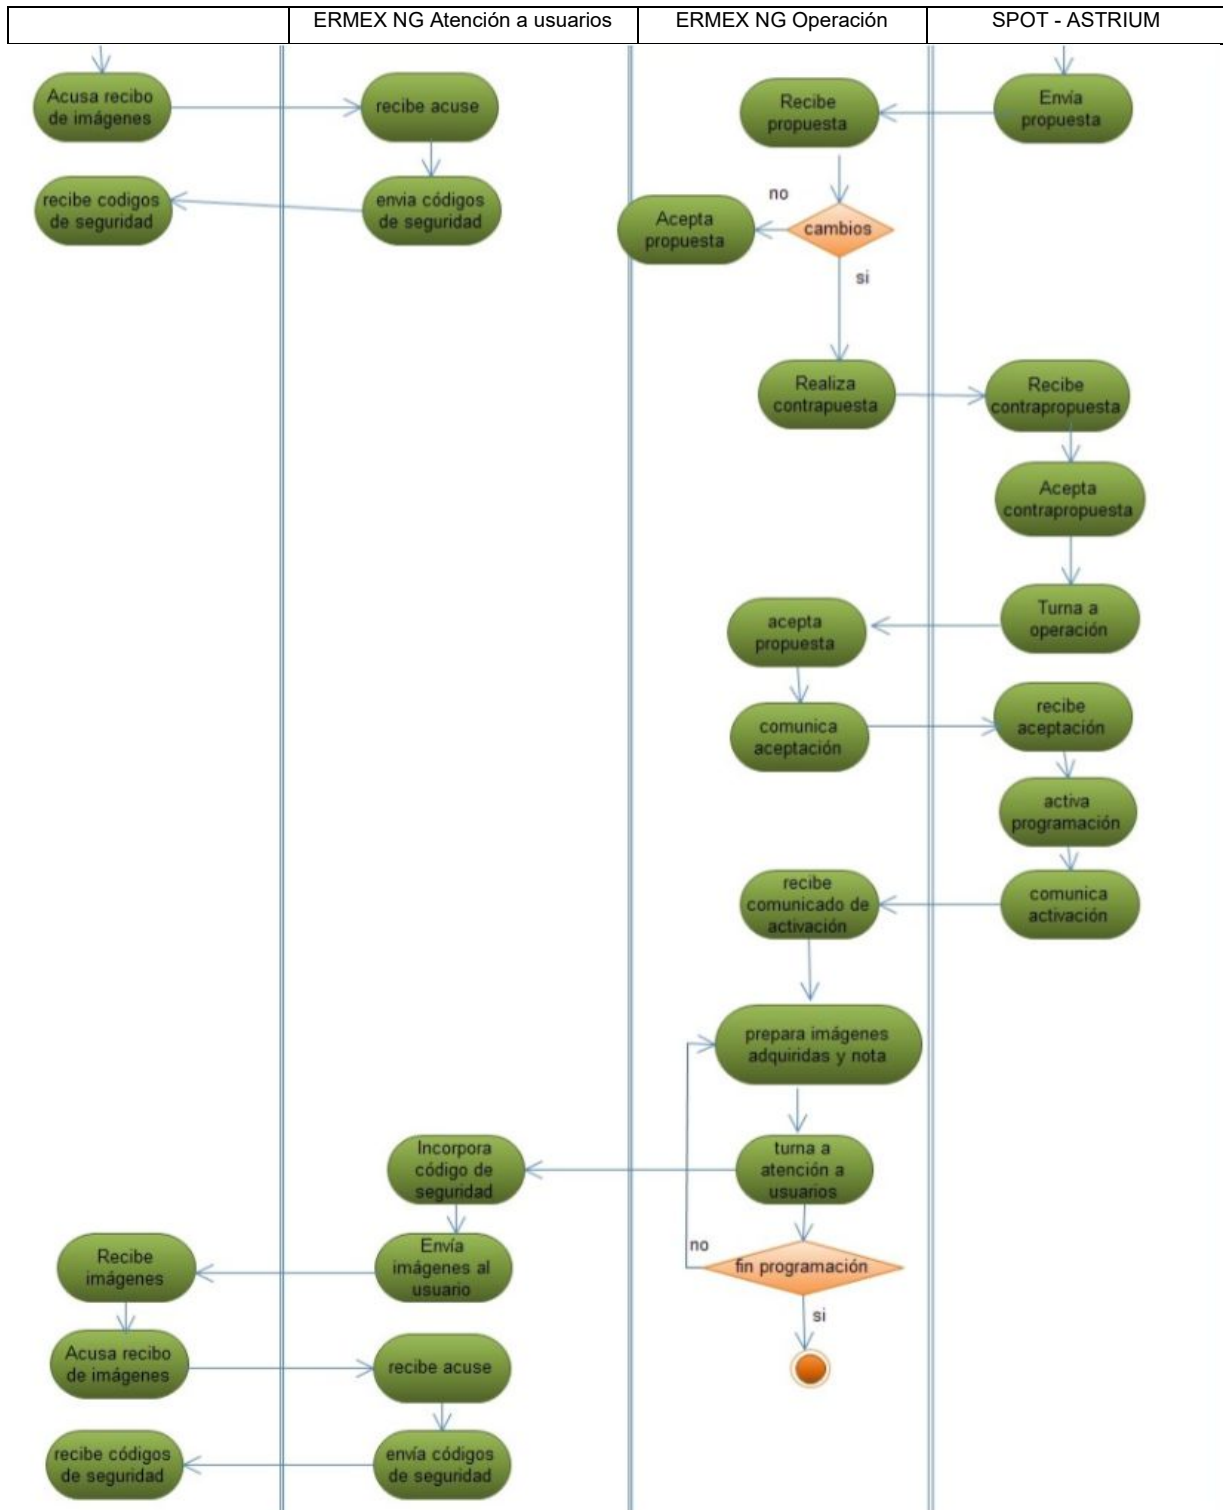 ERMEX NG Atención a usuarios
ERMEX NG Operación
SPOT - ASTRIUM
Acusa recibo
de imágenes
recibe acuse
Recibe
propuesta
Envía
propuesta
recibe codigos
de seguridad
envia códigos
de seguridad
no
Acepta
propuesta
cambios
si
Realiza
contrapuesta
Recibe
contrapropuesta
Acepta
contrapropuesta
Turna a
operación
acepta
propuesta
comunica
aceptación
recibe
aceptación
activa
programación
comunica
activación
recibe
comunicado de
activación
prepara imágenes
adquiridas y nota
turna a
atención a
usuarios
Incorpora
código de
seguridad
Envía
imágenes al
usuario
Recibe
imágenes
no
fin programación
si
Acusa recibo
de imágenes
recibe acuse
envía códigos
de seguridad
recibe códigos
de seguridad